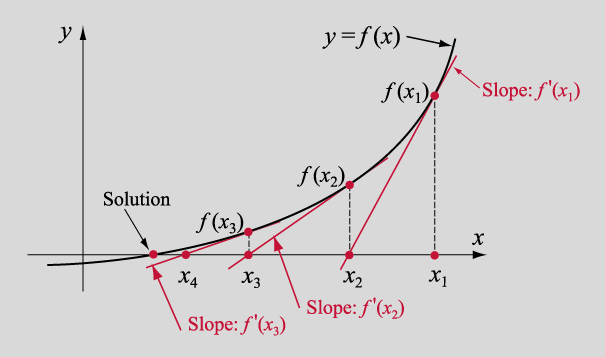 y
y=f(x)
f(x₁)
Slope: f'(x₁)
f(x₂)
Solution
f(x₃)
x
x₄
x₃
x₂
x₁
Slope: f'(x₂)
Slope: f'(x₃)